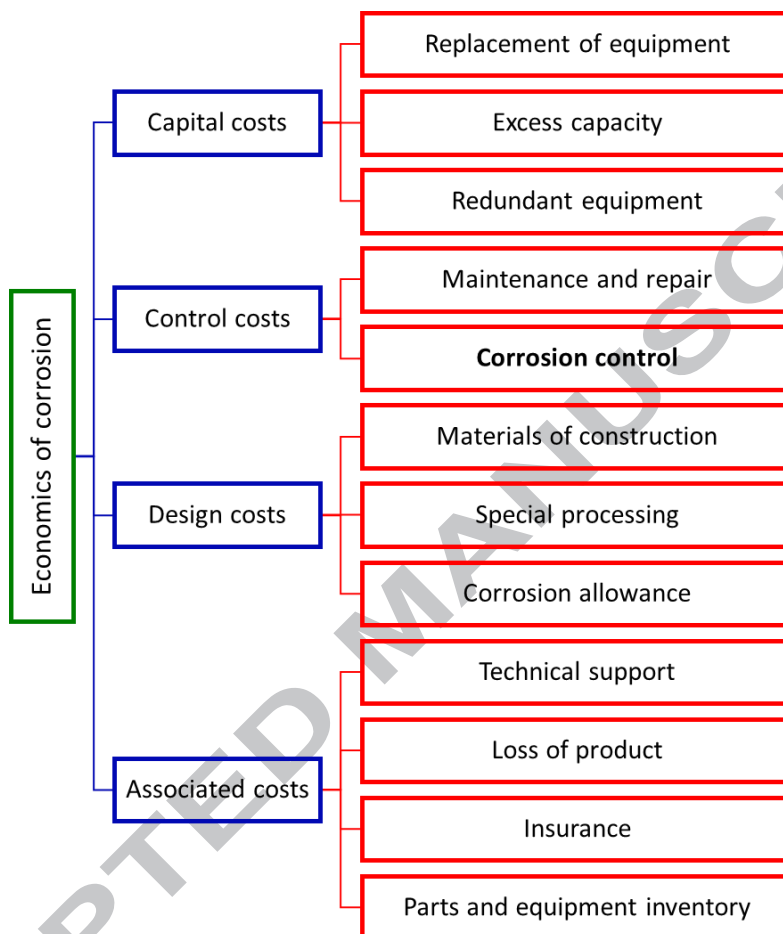 Economics of corrosion
Capital costs
Replacement of equipment
Excess capacity
Redundant equipment
Control costs
Maintenance and repair
Corrosion control
Design costs
Materials of construction
Special processing
Corrosion allowance
Associated costs
Technical support
Loss of product
Insurance
Parts and equipment inventory
PTED MANUSC